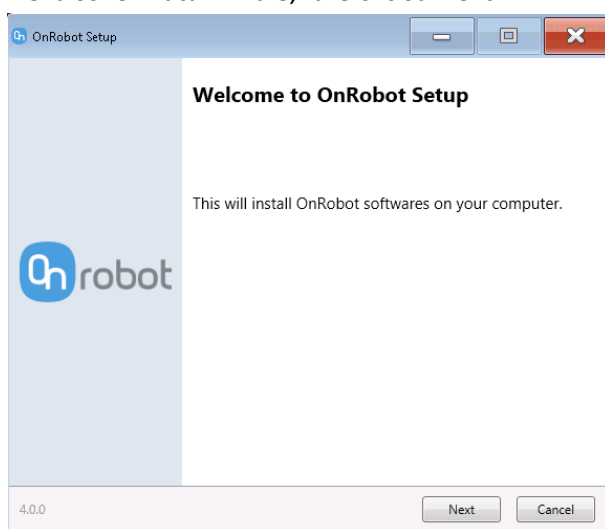 OnRobot Setup
Welcome to OnRobot Setup
This will install OnRobot softwares on your computer.
On robot
4.0.0
Next
Cancel